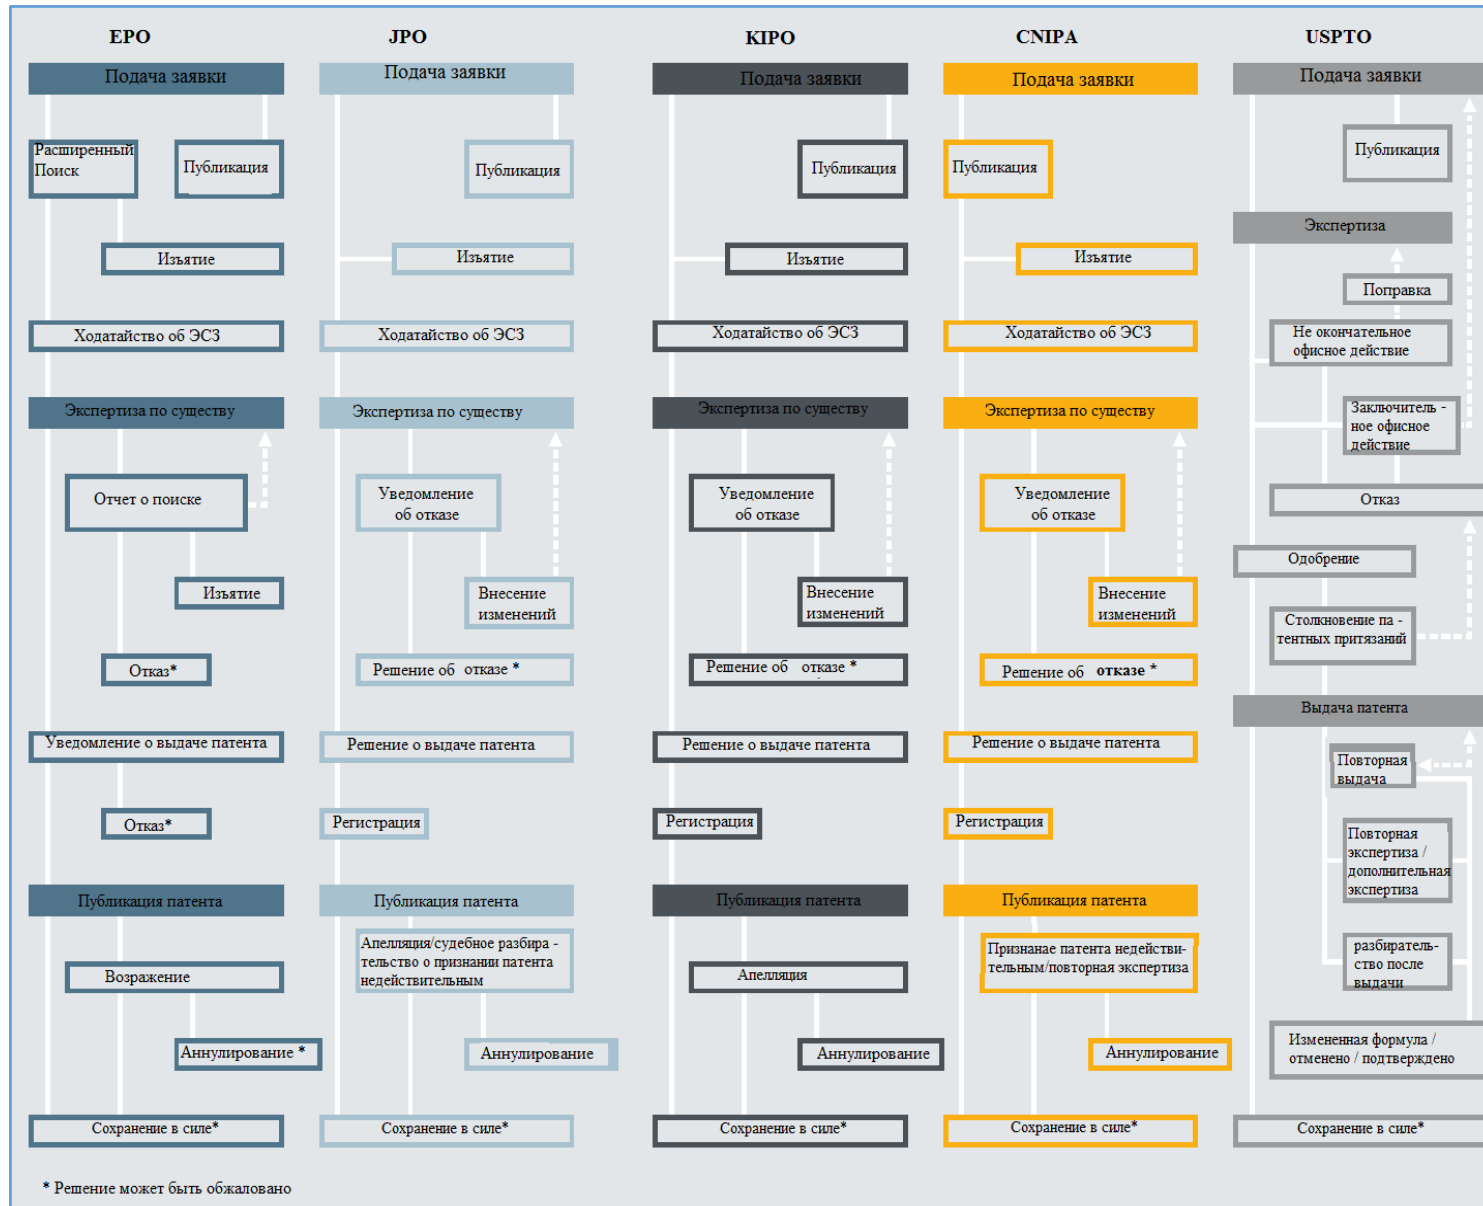 EPO
JPO
KIPO
CNIPA
USPTO
Подача заявки
Подача заявки
Подача заявки
Подача заявки
Подача заявки
Расширенный
Поиск
Публикация
Публикация
Публикация
Публикация
Публикация
Экспертиза
Изъятие
Изъятие
Изъятие
Изъятие
Поправка
Ходатайство об ЭСЗ
Ходатайство об ЭСЗ
Ходатайство об ЭСЗ
Ходатайство об ЭСЗ
Не окончательное
офисное действие
Экспертиза по существу
Экспертиза по существу
Экспертиза по существу
Экспертиза по существу
Заключитель -
ное офисное
действие
Отчет о поиске
Уведомление
об отказе
Уведомление
об отказе
Уведомление
об отказе
Отказ
Одобрение
Изъятие
Внесение
изменений
Внесение
изменений
Внесение
изменений
Столкновение па -
тентных притязаний
Отказ*
Решение об отказе *
Решение об отказе *
Решение об отказе *
Выдача патента
Уведомление о выдаче патента
Решение о выдаче патента
Решение о выдаче патента
Решение о выдаче патента
Повторная
выдача
Отказ*
Регистрация
Регистрация
Регистрация
Повторная
экспертиза /
дополнительная
экспертиза
Публикация патента
Публикация патента
Публикация патента
Публикация патента
Возражение
Апелляция/судебное разбира -
тельство о признании патента
недействительным
Апелляция
Признанае патента недействи-
тельным/повторная экспертиза
разбиратель-
ство после
выдачи
Аннулирование *
Аннулирование
Аннулирование
Аннулирование
Измененная формула /
отменено / подтверждено
Сохранение в силе*
Сохранение в силе*
Сохранение в силе*
Сохранение в силе*
Сохранение в силе*
* Решение может быть обжаловано